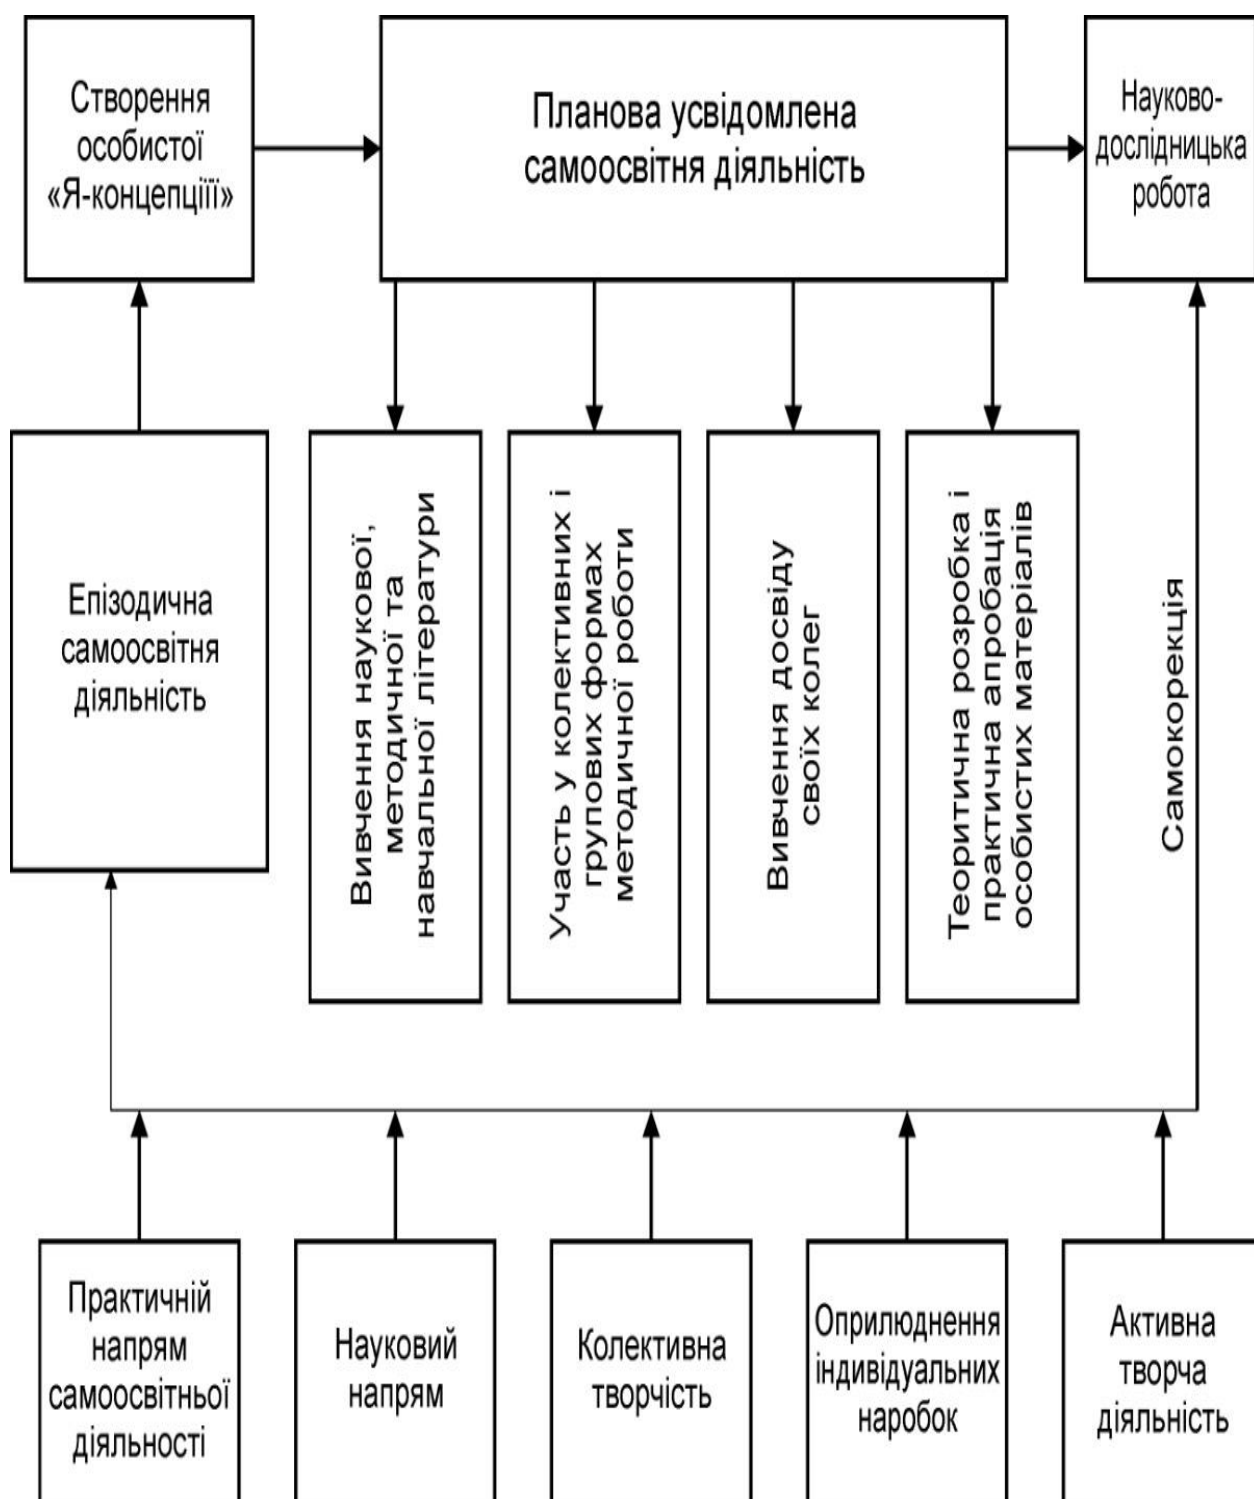 Створення
особистої
«Я-концепціїї»
Планова усвідомлена
самоосвітня діяльність
Науково-
дослідницька
робота
Епізодична
самоосвітня
діяльність
Вивчення наукової,
методичної та
навчальної літератури
Участь у колективних і
групових формах
методичної роботи
Вивчення досвіду
своїх колег
Теоритична розробка і
практична апробація
особистих матеріалів
Самокорекція
Практичній
напрям
самоосвітньої
діяльності
Науковий
напрям
Колективна
творчість
Оприлюднення
індивідуальних
наробок
Активна
творча
діяльність